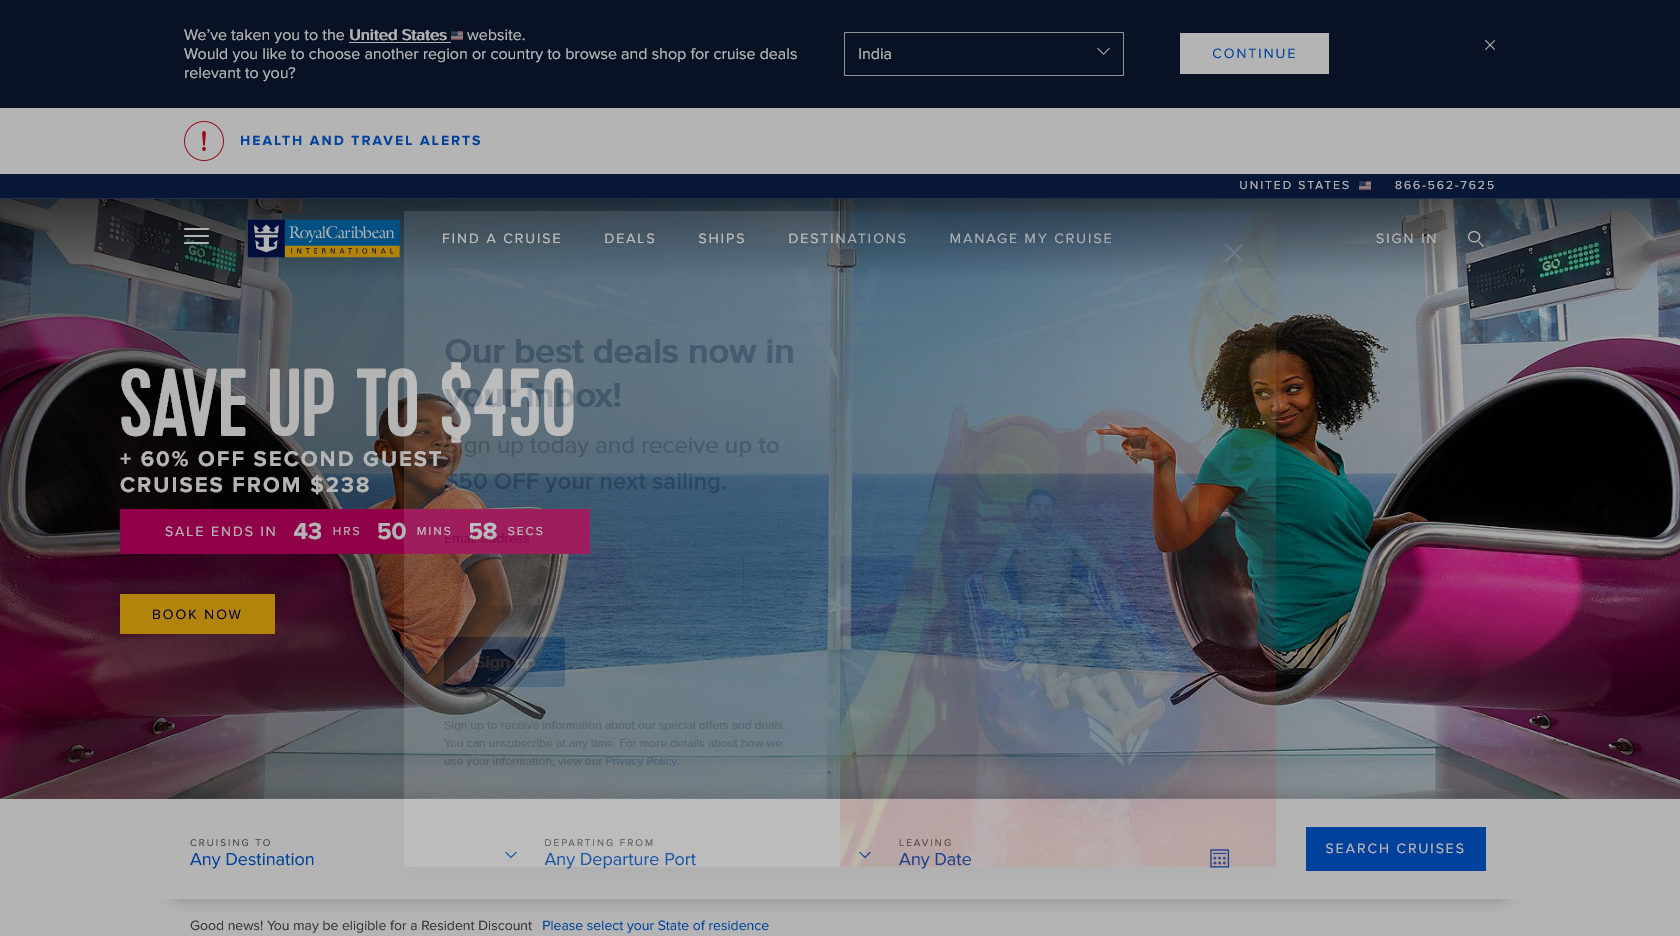 We've taken you to the United States website.
Would you like to choose another region or country to browse and shop for cruise deals
relevant to you?
India
CONTINUE
HEALTH AND TRAVEL ALERTS
UNITED STATES 866-562-7625
RoyalCaribbean
INTERNATIONAL
FIND A CRUISE DEALS SHIPS DESTINATIONS MANAGE MY CRUISE SIGN IN
GO
GO
Our best deals now in
your inbox!
Sign up today and receive up to
$50 OFF your next sailing.
Email address
Sign up
Sign up to receive information about our special offers and deals.
You can unsubscribe at any time. For more details about how we
use your information, view our Privacy Policy.
SAVE UP TO $450
+ 60% OFF SECOND GUEST
CRUISES FROM $238
SALE ENDS IN 43 HRS 50 MINS 58 SECS
BOOK NOW
CRUISING TO
Any Destination
DEPARTING FROM
Any Departure Port
LEAVING
Any Date
SEARCH CRUISES
Good news! You may be eligible for a Resident Discount Please select your State of residence